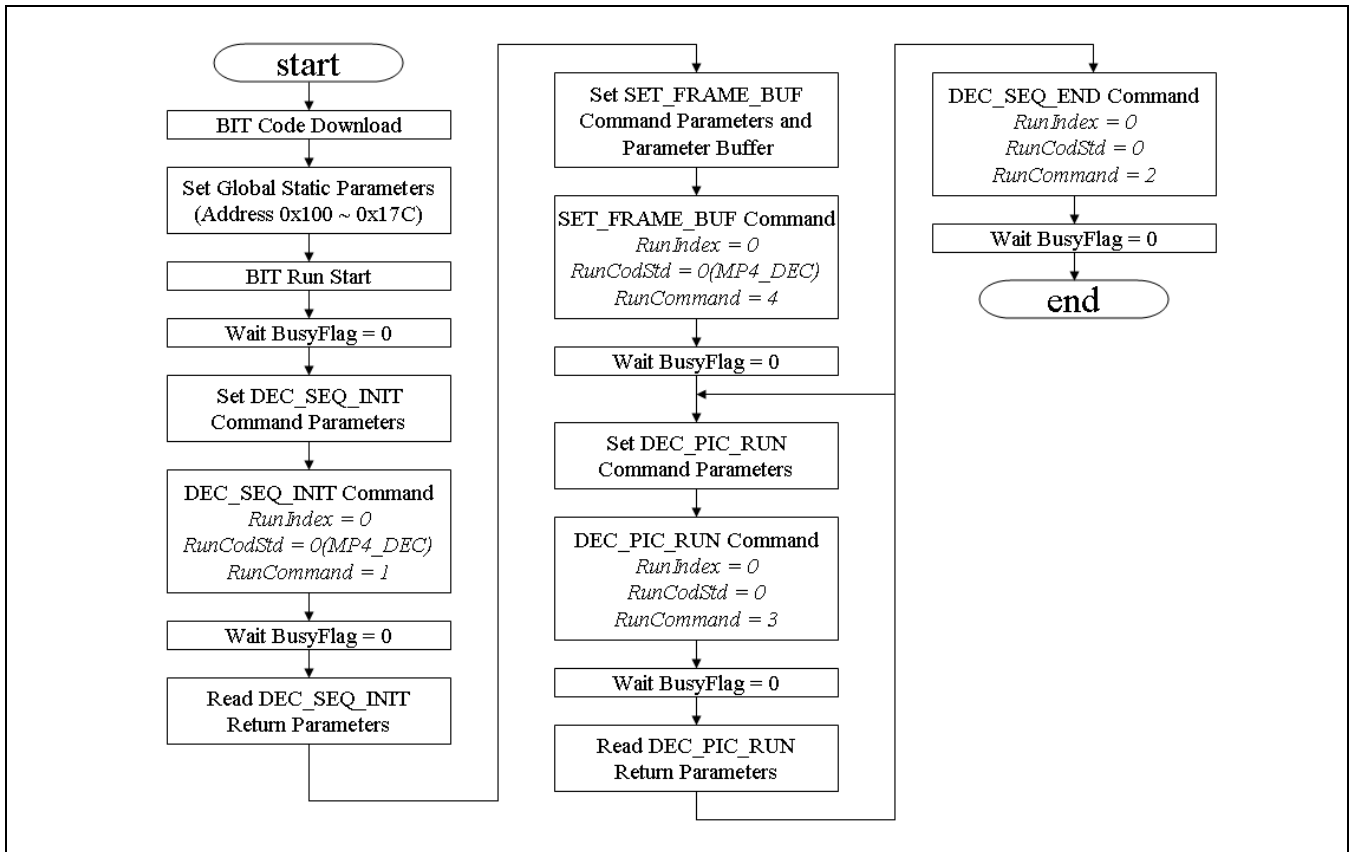 start
BIT Code Download
Set Global Static Parameters
(Address 0x100 ~ 0x17C)
BIT Run Start
Wait BusyFlag = 0
Set DEC_SEQ_INIT
Command Parameters
DEC_SEQ_INIT Command
RunIndex = 0
RunCodStd = 0(MP4_DEC)
RunCommand = 1
Wait BusyFlag = 0
Read DEC_SEQ_INIT
Return Parameters
Set SET_FRAME_BUF
Command Parameters and
Parameter Buffer
SET_FRAME_BUF Command
RunIndex = 0
RunCodStd = 0(MP4_DEC)
RunCommand = 4
Wait BusyFlag = 0
Set DEC_PIC_RUN
Command Parameters
DEC_PIC_RUN Command
RunIndex = 0
RunCodStd = 0
RunCommand = 3
Wait BusyFlag = 0
Read DEC_PIC_RUN
Return Parameters
DEC_SEQ_END Command
RunIndex = 0
RunCodStd = 0
RunCommand = 2
Wait BusyFlag = 0
end